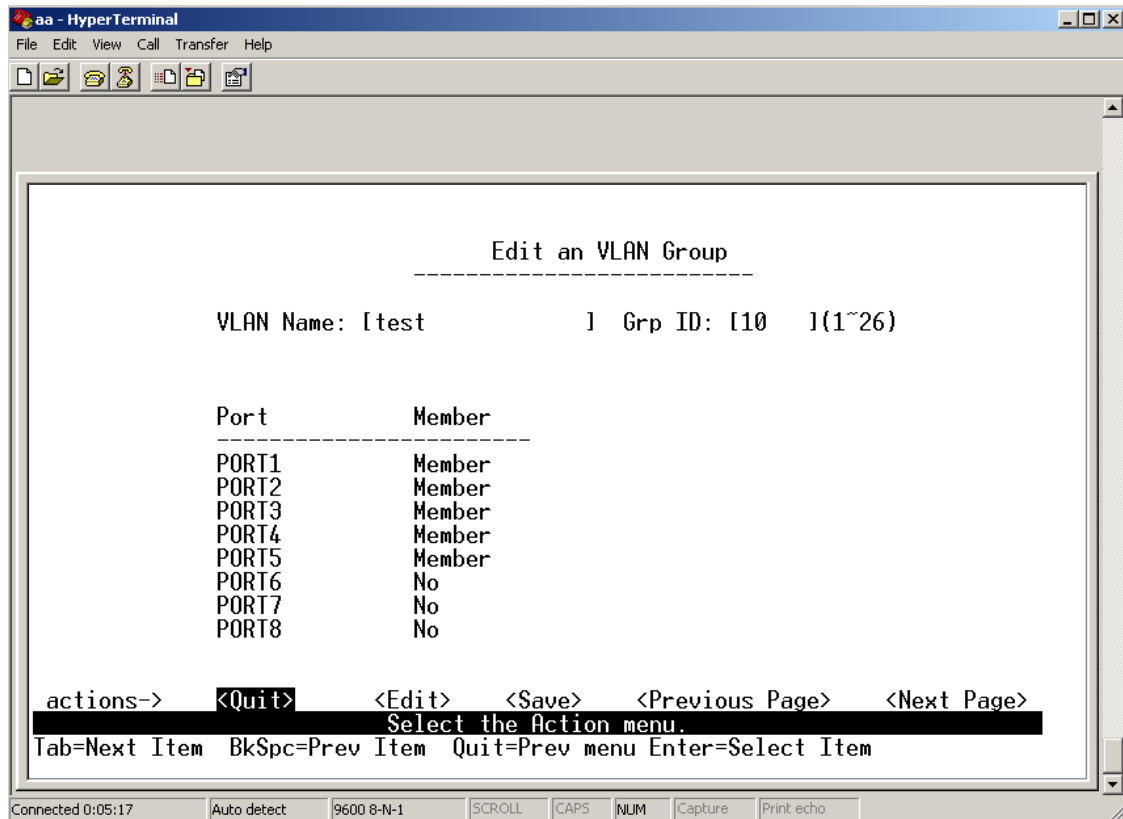 aa - HyperTerminal
File Edit View Call Transfer Help
Edit an VLAN Group
---------------------------
VLAN Name: [test ] Grp ID: [10 ](1~26)
Port Member
-------------------------
PORT1 Member
PORT2 Member
PORT3 Member
PORT4 Member
PORT5 Member
PORT6 No
PORT7 No
PORT8 No
actions-> <Quit> <Edit> <Save> <Previous Page> <Next Page>
Select the Action menu.
Tab=Next Item BkSpc=Prev Item Quit=Prev menu Enter=Select Item
Connected 0:05:17 Auto detect 9600 8-N-1 SCROLL CAPS NUM Capture Print echo